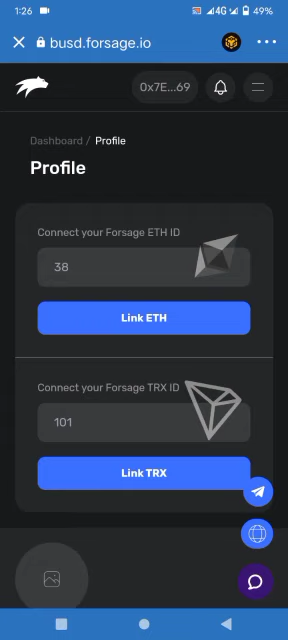 1:26 4G 49%
busd.forsage.io
0x7E...69
Dashboard / Profile
Profile
Connect your Forsage ETH ID
38
Link ETH
Connect your Forsage TRX ID
101
Link TRX